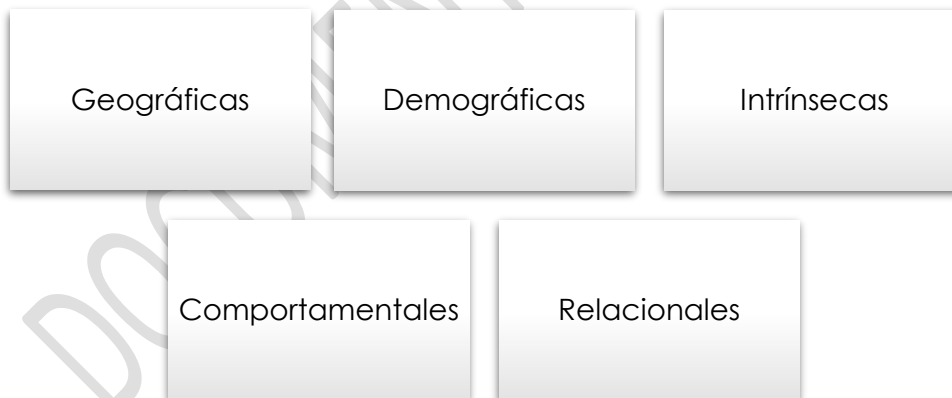 Geográficas
Demográficas
Intrínsecas
Comportamentales
Relacionales